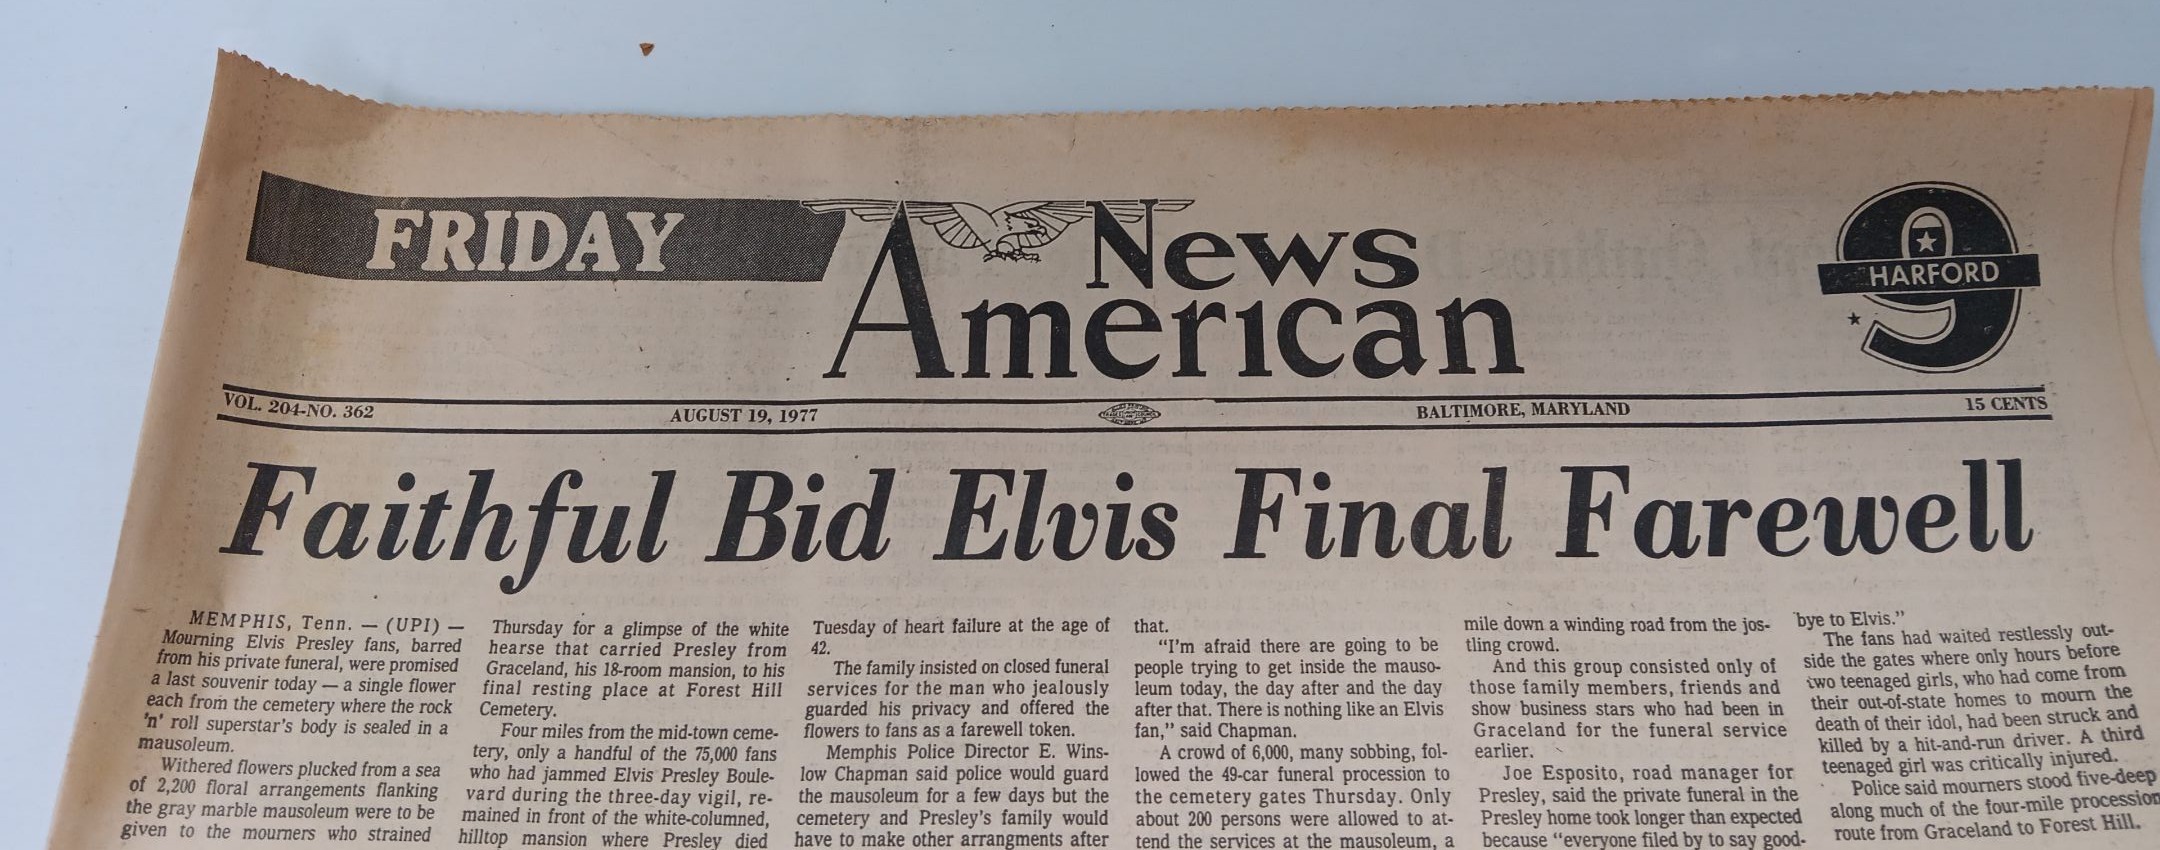 FRIDAY
News
American
9
HARFORD
VOL. 204-NO. 362
AUGUST 19, 1977
BALTIMORE, MARYLAND
15 CENTS
Faithful Bid Elvis Final Farewell
MEMPHIS, Tenn. — (UPI) —
Mourning Elvis Presley fans, barred
from his private funeral, were promised
a last souvenir today — a single flower
each from the cemetery where the rock
'n' roll superstar's body is sealed in a
mausoleum.
Withered flowers plucked from a sea
of 2,200 floral arrangements flanking
the gray marble mausoleum were to be
given to the mourners who strained
Thursday for a glimpse of the white
hearse that carried Presley from
Graceland, his 18-room mansion, to his
final resting place at Forest Hill
Cemetery.
Four miles from the mid-town ceme-
tery, only a handful of the 75,000 fans
who had jammed Elvis Presley Boule-
vard during the three-day vigil, re-
mained in front of the white-columned,
hilltop mansion where Presley died
Tuesday of heart failure at the age of
42.
The family insisted on closed funeral
services for the man who jealously
guarded his privacy and offered the
flowers to fans as a farewell token.
Memphis Police Director E. Wins-
low Chapman said police would guard
the mausoleum for a few days but the
cemetery and Presley's family would
have to make other arrangments after
that.
"I'm afraid there are going to be
people trying to get inside the mauso-
leum today, the day after and the day
after that. There is nothing like an Elvis
fan," said Chapman.
A crowd of 6,000, many sobbing, fol-
lowed the 49-car funeral procession to
the cemetery gates Thursday. Only
about 200 persons were allowed to at-
tend the services at the mausoleum, a
mile down a winding road from the jos-
tling crowd.
And this group consisted only of
those family members, friends and
show business stars who had been in
Graceland for the funeral service
earlier.
Joe Esposito, road manager for
Presley, said the private funeral in the
Presley home took longer than expected
because "everyone filed by to say good-
bye to Elvis."
The fans had waited restlessly out-
side the gates where only hours before
two teenaged girls, who had come from
their out-of-state homes to mourn the
death of their idol, had been struck and
killed by a hit-and-run driver. A third
teenaged girl was critically injured.
Police said mourners stood five-deep
along much of the four-mile procession
route from Graceland to Forest Hill.